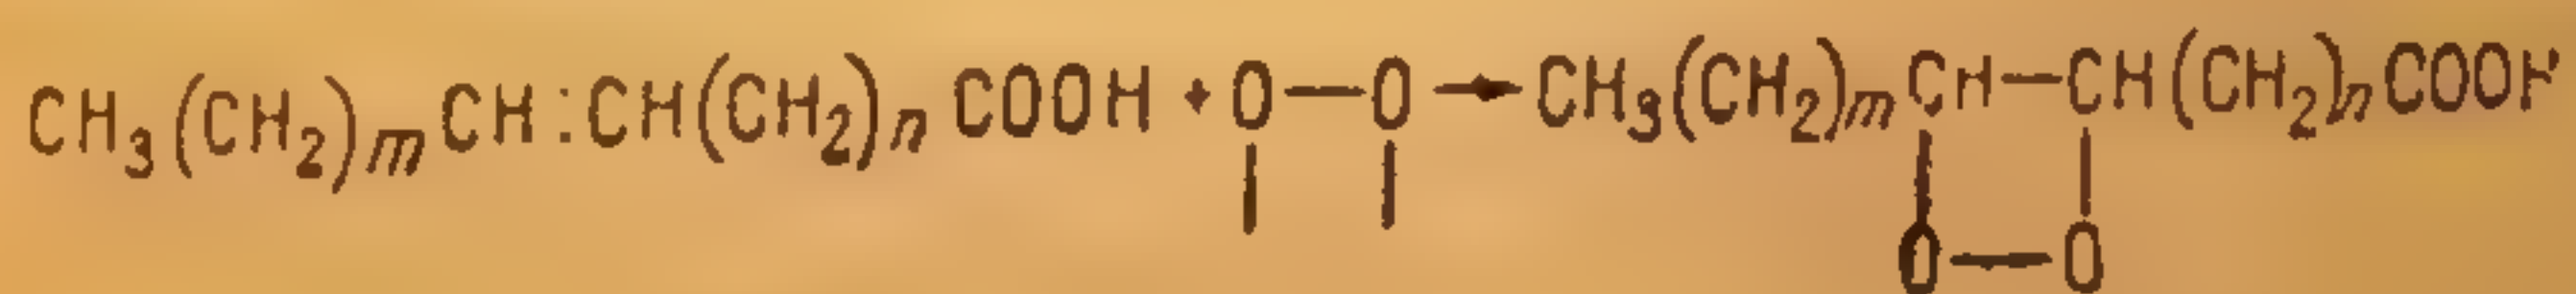 CH3(CH2)mCH:CH(CH2)nCOOH + O—O → CH3(CH2)mCH—CH(CH2)nCOOH
O—O